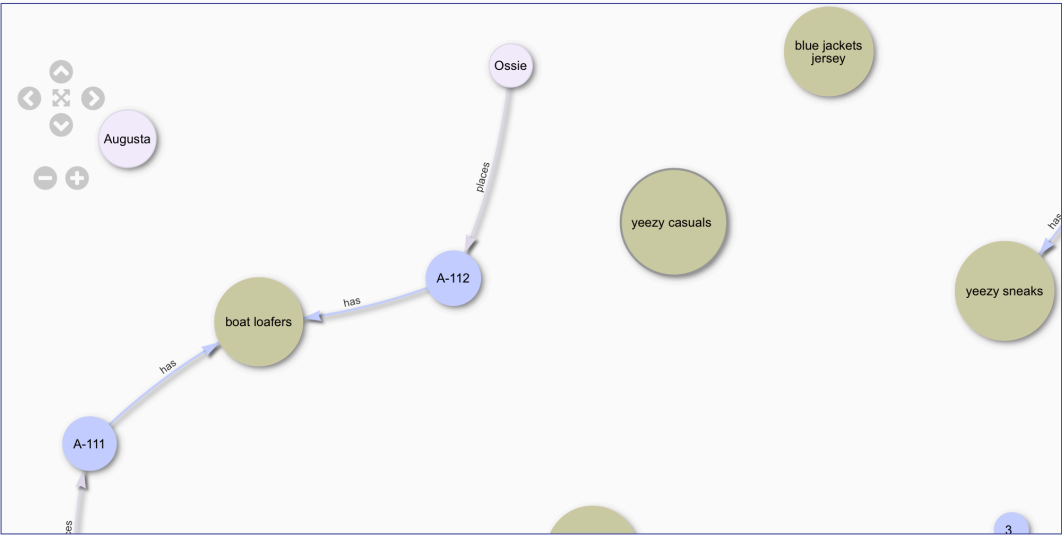 blue jackets
jersey
Ossie
Augusta
places
yeezy casuals
has
A-112
yeezy sneaks
has
boat loafers
has
A-111
3